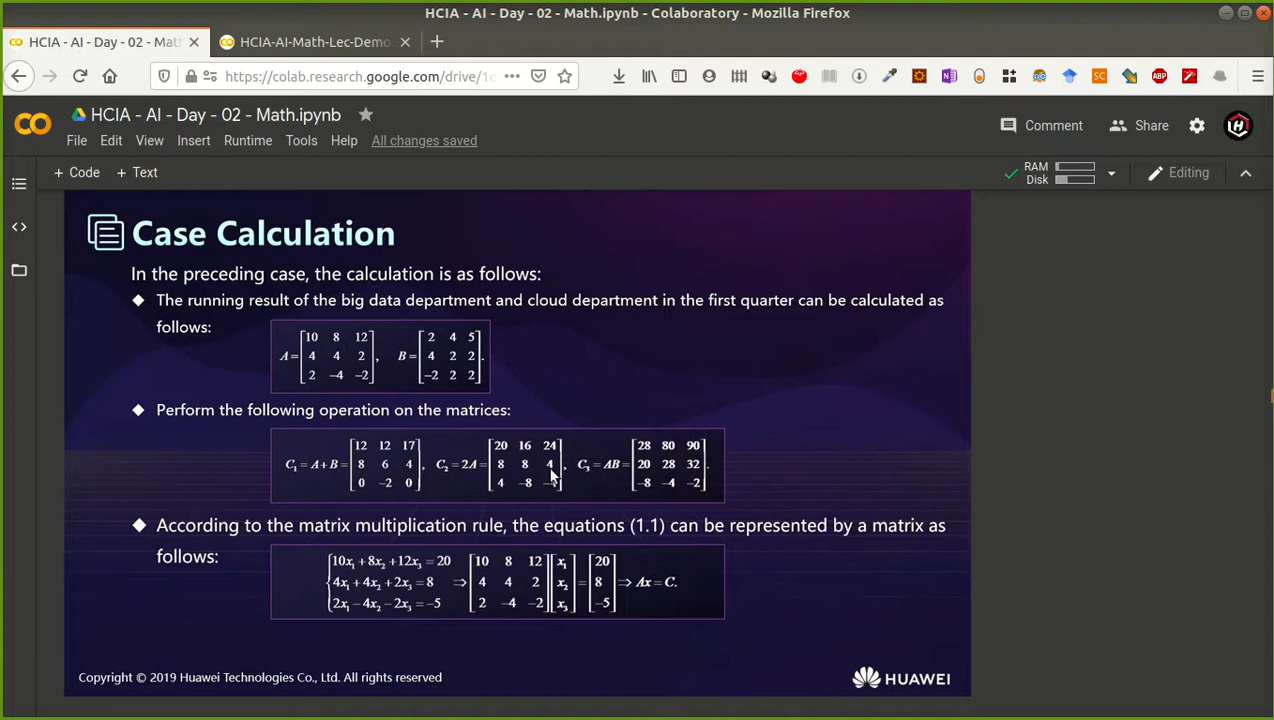 HCIA - AI - Day - 02 - Math.ipynb - Colaboratory - Mozilla Firefox
HCIA - AI - Day - 02 - Mat
HCIA-AI-Math-Lec-Demo.
https://colab.research.google.com/drive/1
HCIA - AI - Day - 02 - Math.ipynb
Comment Share
File Edit View Insert Runtime Tools Help All changes saved
+ Code + Text
RAM
Disk
Editing
Case Calculation
In the preceding case, the calculation is as follows:
◆ The running result of the big data department and cloud department in the first quarter can be calculated as
follows:
A = [10 8 12; 4 4 2; 2 −4 −2], B = [2 4 5; 4 2 2; −2 2 2].
◆ Perform the following operation on the matrices:
C₁ = A + B = [12 12 17; 8 6 4; 0 −2 0], C₂ = 2A = [20 16 24; 8 8 4; 4 −8 −4], C₃ = AB = [28 80 90; 20 28 32; −8 −4 −2].
◆ According to the matrix multiplication rule, the equations (1.1) can be represented by a matrix as
follows:
{10x₁ + 8x₂ + 12x₃ = 20; 4x₁ + 4x₂ + 2x₃ = 8; 2x₁ − 4x₂ − 2x₃ = −5 ⇒ [10 8 12; 4 4 2; 2 −4 −2][x₁; x₂; x₃] = [20; 8; −5] ⇒ Ax = C.
Copyright © 2019 Huawei Technologies Co., Ltd. All rights reserved
HUAWEI